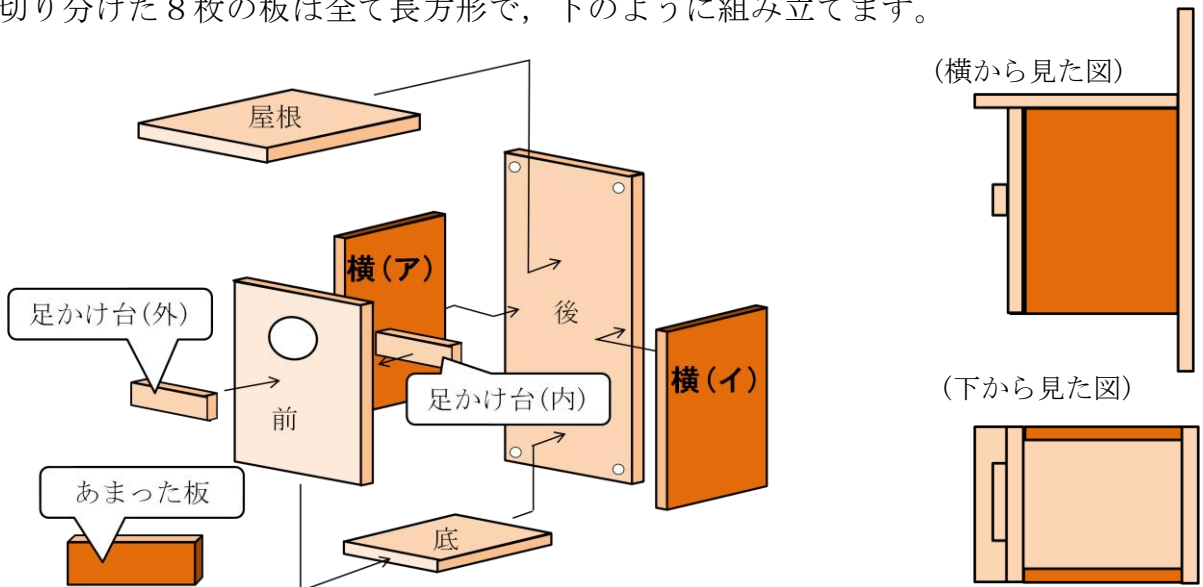 切り分けた８枚の板は全て長方形で，下のように組み立てます。
(横から見た図)
屋根
横(ア)
後
足かけ台(外)
横(イ)
足かけ台(内)
(下から見た図)
前
あまった板
底